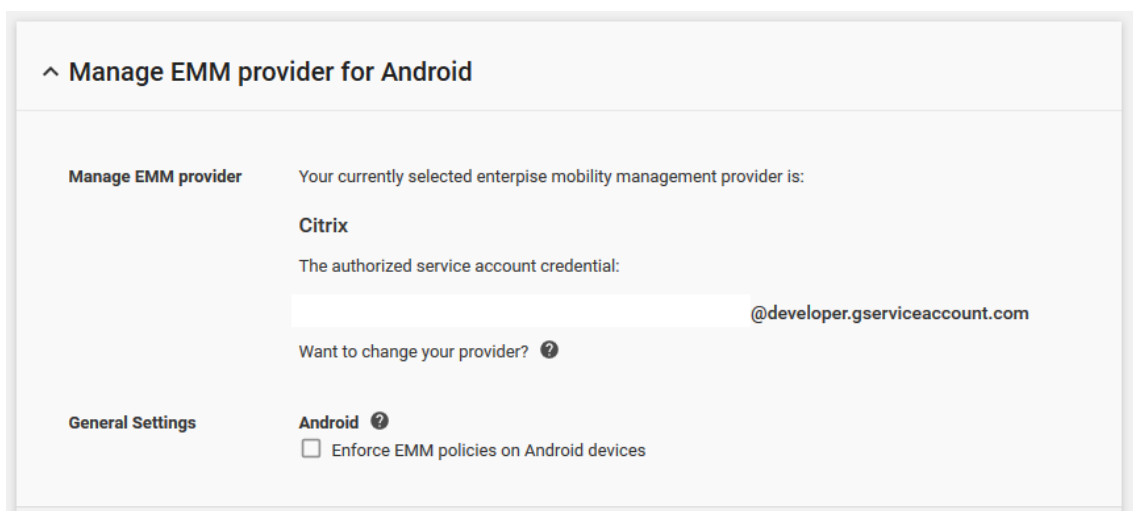 Manage EMM provider for Android
Manage EMM provider
Your currently selected enterpise mobility management provider is:
Citrix
The authorized service account credential:
@developer.gserviceaccount.com
Want to change your provider?
General Settings
Android
Enforce EMM policies on Android devices